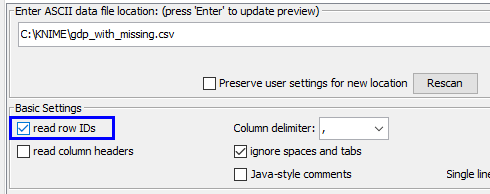 Enter ASCII data file location: (press 'Enter' to update preview)
C:\KNIME\gdp_with_missing.csv
Preserve user settings for new location Rescan
Basic Settings
read row IDs Column delimiter: ,
read column headers ignore spaces and tabs
Java-style comments Single line